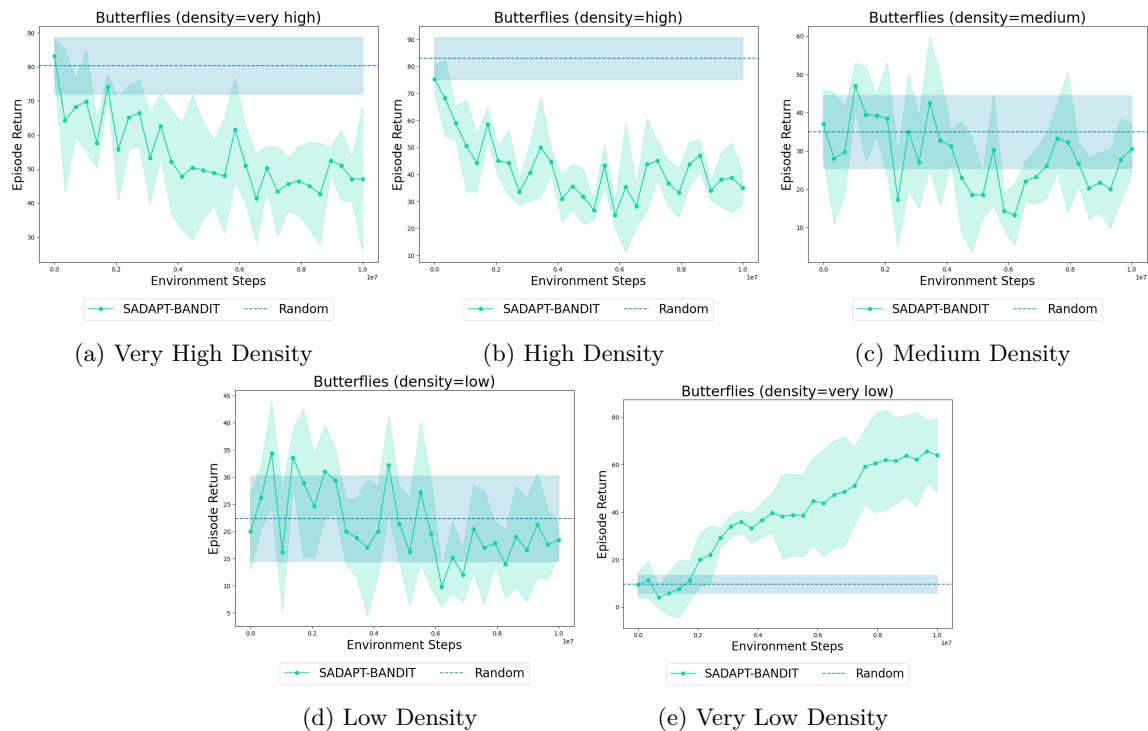 Butterflies (density=very high)
Episode Return
90
80
70
60
50
40
30
0.0 0.2 0.4 0.6 0.8 1.0
1e7
Environment Steps
SADAPT-BANDIT Random
(a) Very High Density
Butterflies (density=high)
Episode Return
90
80
70
60
50
40
30
20
10
0.0 0.2 0.4 0.6 0.8 1.0
1e7
Environment Steps
SADAPT-BANDIT Random
(b) High Density
Butterflies (density=medium)
Episode Return
60
50
40
30
20
10
0.0 0.2 0.4 0.6 0.8 1.0
1e7
Environment Steps
SADAPT-BANDIT Random
(c) Medium Density
Butterflies (density=low)
Episode Return
45
40
35
30
25
20
15
10
5
0.0 0.2 0.4 0.6 0.8 1.0
1e7
Environment Steps
SADAPT-BANDIT Random
(d) Low Density
Butterflies (density=very low)
Episode Return
80
60
40
20
0
0.0 0.2 0.4 0.6 0.8 1.0
1e7
Environment Steps
SADAPT-BANDIT Random
(e) Very Low Density